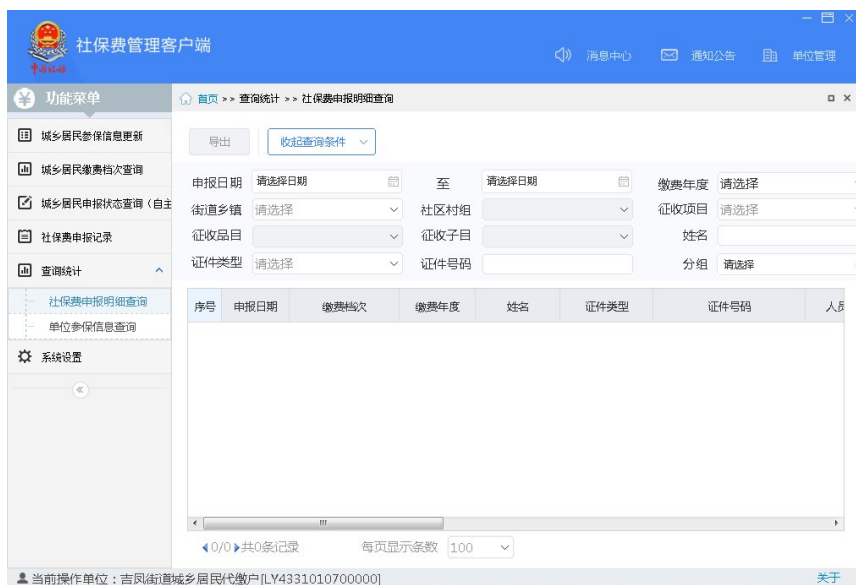 社保费管理客户端
消息中心 通知公告 单位管理
功能菜单
首页 >> 查询统计 >> 社保费申报明细查询
城乡居民参保信息更新
城乡居民缴费档次查询
城乡居民申报状态查询（自主
社保费申报记录
查询统计
社保费申报明细查询
单位参保信息查询
系统设置
导出 收起查询条件
申报日期 请选择日期 至 请选择日期 缴费年度 请选择
街道乡镇 请选择 社区村组 征收项目 请选择
征收品目 征收子目 姓名
证件类型 请选择 证件号码 分组 请选择
序号 申报日期 缴费档次 缴费年度 姓名 证件类型 证件号码 人员
0/0 共0条记录 每页显示条数 100
当前操作单位：吉凤街道城乡居民代缴户[LY4331010700000] 关于